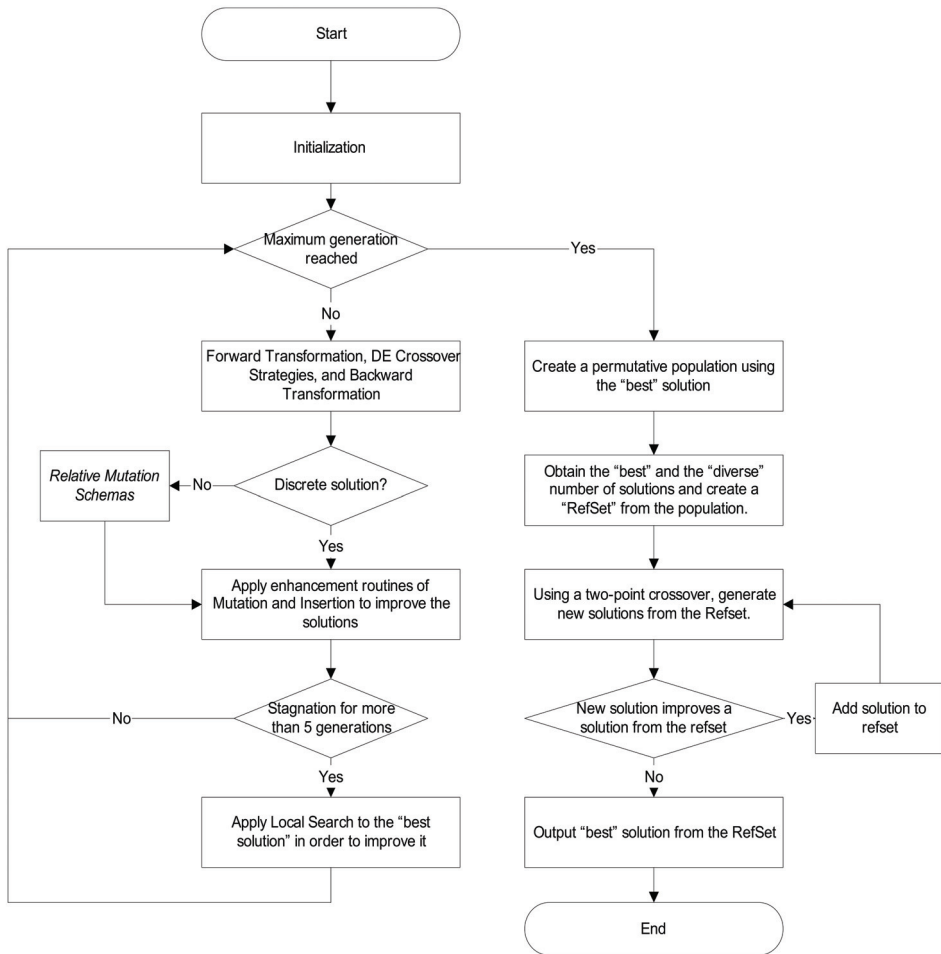 Start
Initialization
Maximum generation
reached
Yes
No
Forward Transformation, DE Crossover
Strategies, and Backward
Transformation
Create a permutative population using
the “best” solution
Relative Mutation
Schemas
No
Discrete solution?
Obtain the “best” and the “diverse”
number of solutions and create a
“RefSet” from the population.
Yes
Apply enhancement routines of
Mutation and Insertion to improve the
solutions
Using a two-point crossover, generate
new solutions from the Refset.
No
Stagnation for more
than 5 generations
New solution improves a
solution from the refset
Yes
Add solution to
refset
Yes
No
Apply Local Search to the “best
solution” in order to improve it
Output “best” solution from the RefSet
End